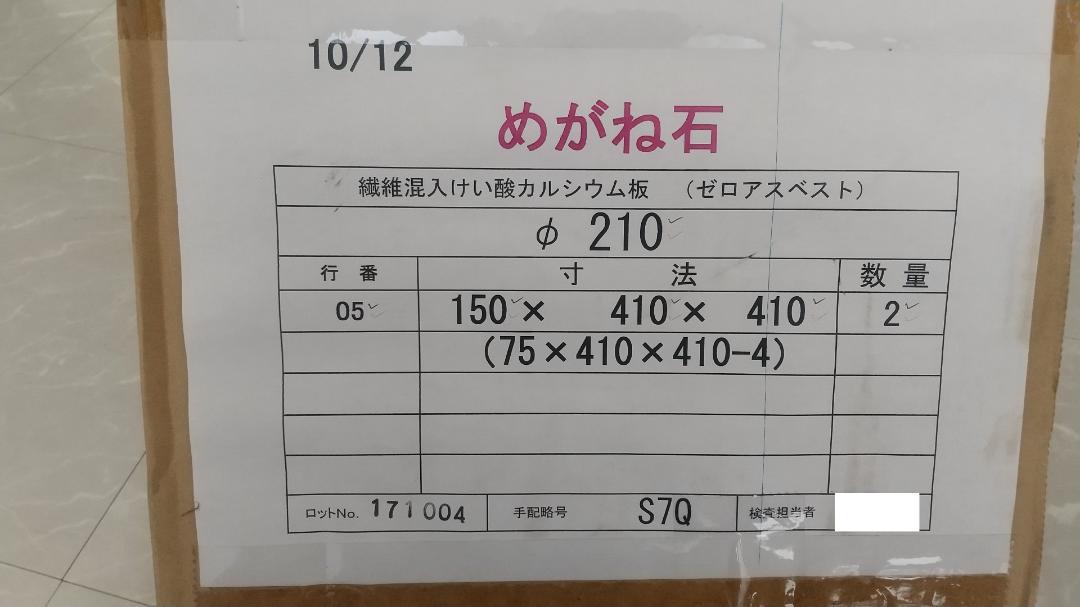 10/12
めがね石
繊維混入けい酸カルシウム板 （ゼロアスベスト）
φ 210
行 番 寸 法 数 量
05 150× 410× 410 2
(75×410×410-4)
ロットNo. 171004 手配略号 S7Q 検査担当者